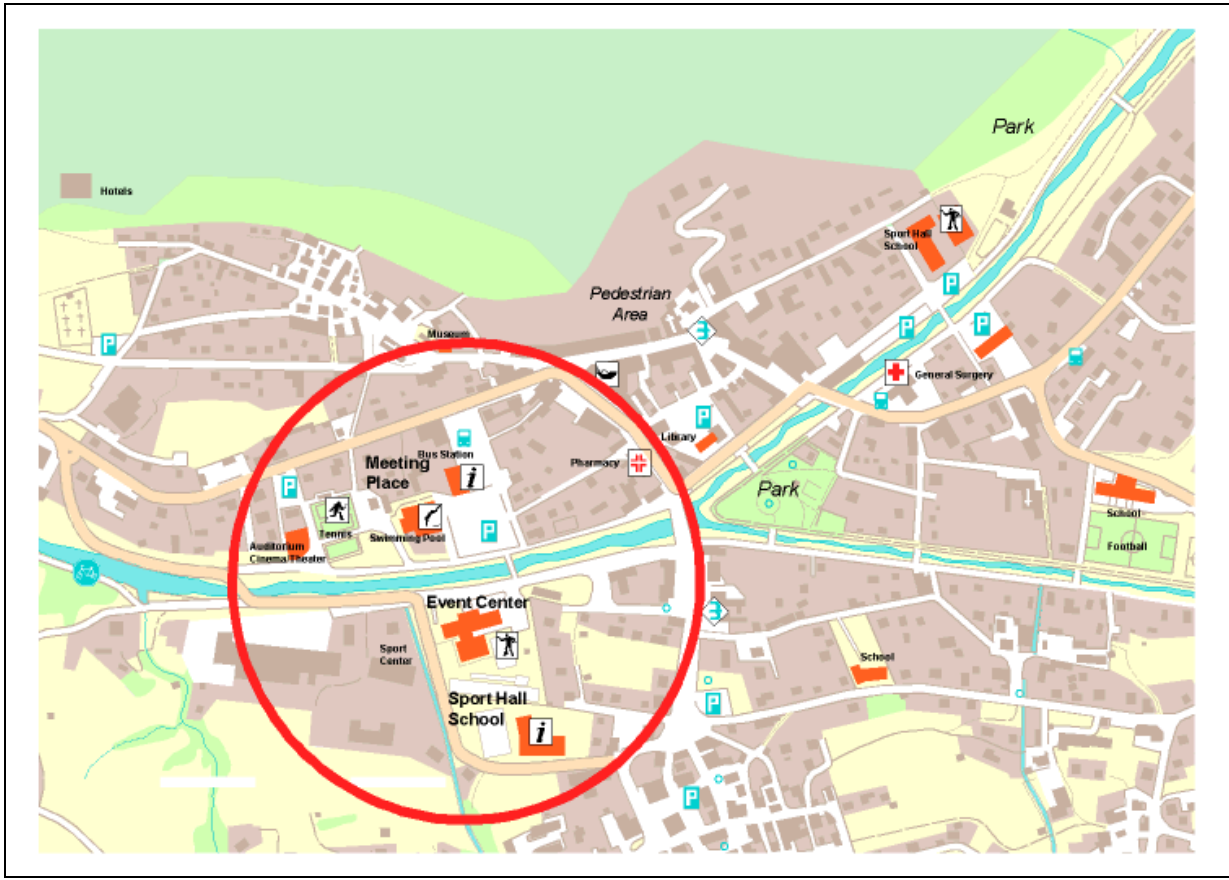 Park
Hotels
Sport Hall
School
Pedestrian
Area
P
Museum
P
P
P
General Surgery
P
Library
Bus Station
Meeting
Place
i
Pharmacy
P
Park
School
P
Tennis
Swimming Pool
Auditorium
Cinema/Theater
Football
Event Center
Sport
Center
School
Sport Hall
School
i
P
P